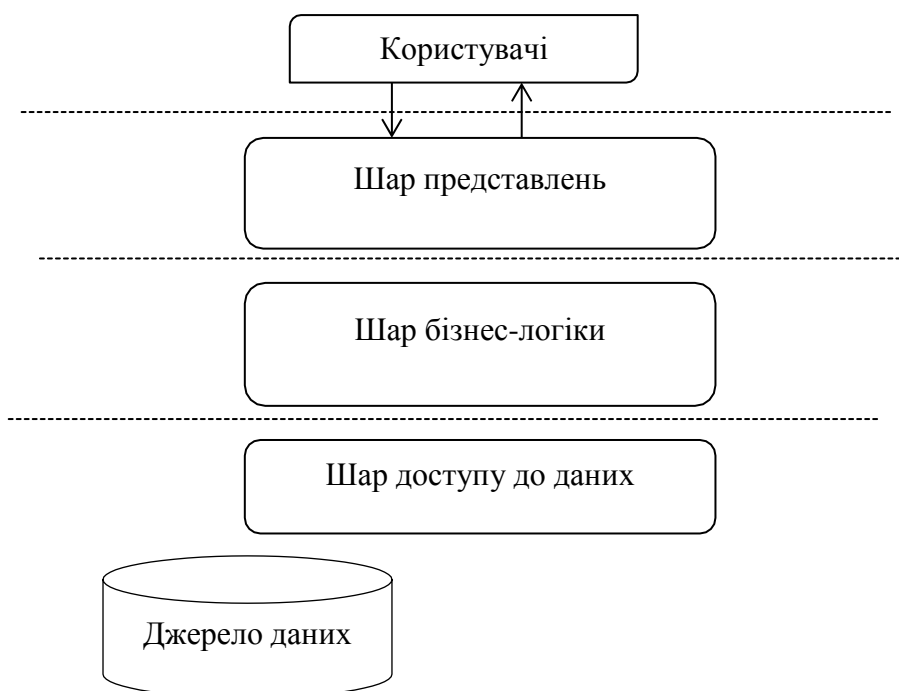 Користувачі
Шар представлень
Шар бізнес-логіки
Шар доступу до даних
Джерело даних